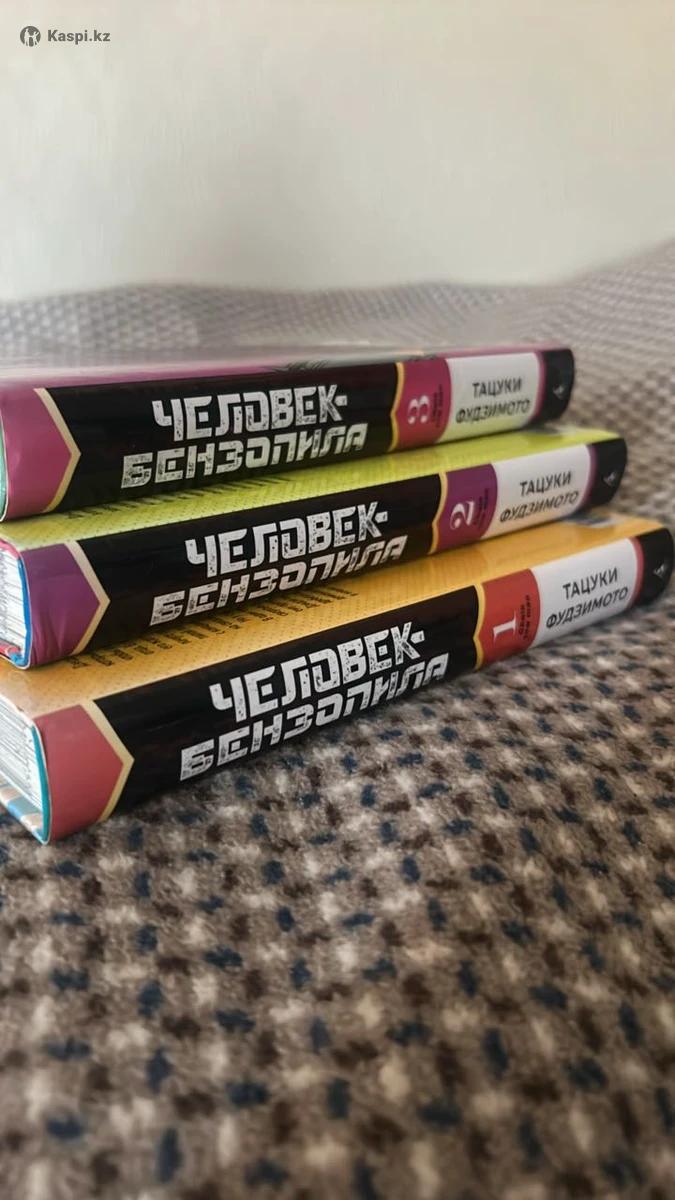 Kaspi.kz
ЧЕЛОВЕК-
БЕНЗОПИЛА
3
ТАЦУКИ
ФУДЗИМОТО
ЧЕЛОВЕК-
БЕНЗОПИЛА
2
ТАЦУКИ
ФУДЗИМОТО
ЧЕЛОВЕК-
БЕНЗОПИЛА
1
ТАЦУКИ
ФУДЗИМОТО